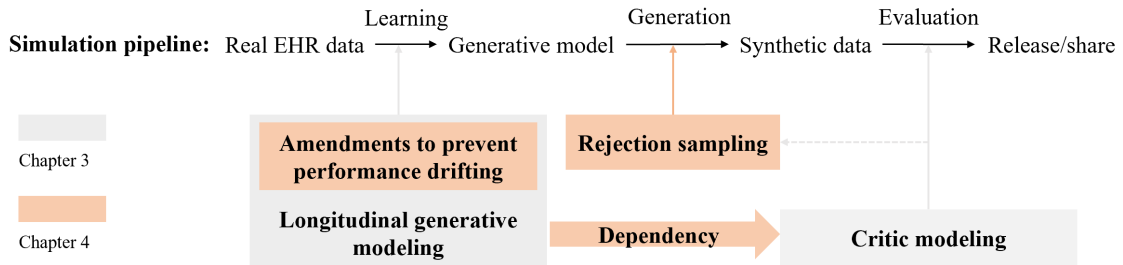 Learning
Generation
Evaluation
Simulation pipeline: Real EHR data Generative model Synthetic data Release/share
Chapter 3
Chapter 4
Amendments to prevent
performance drifting
Longitudinal generative
modeling
Rejection sampling
Dependency
Critic modeling